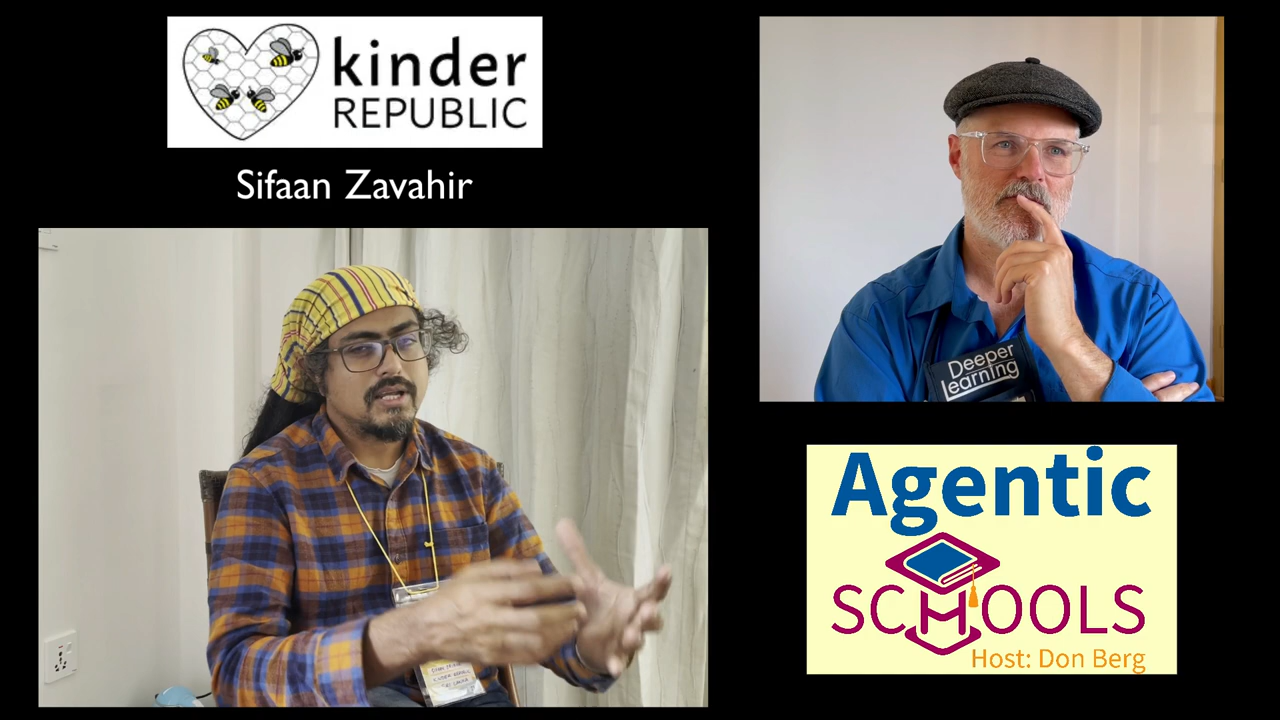 kinder
REPUBLIC
Sifaan Zavahir
Deeper
learning
Agentic
SCHOOLS
Host: Don Berg